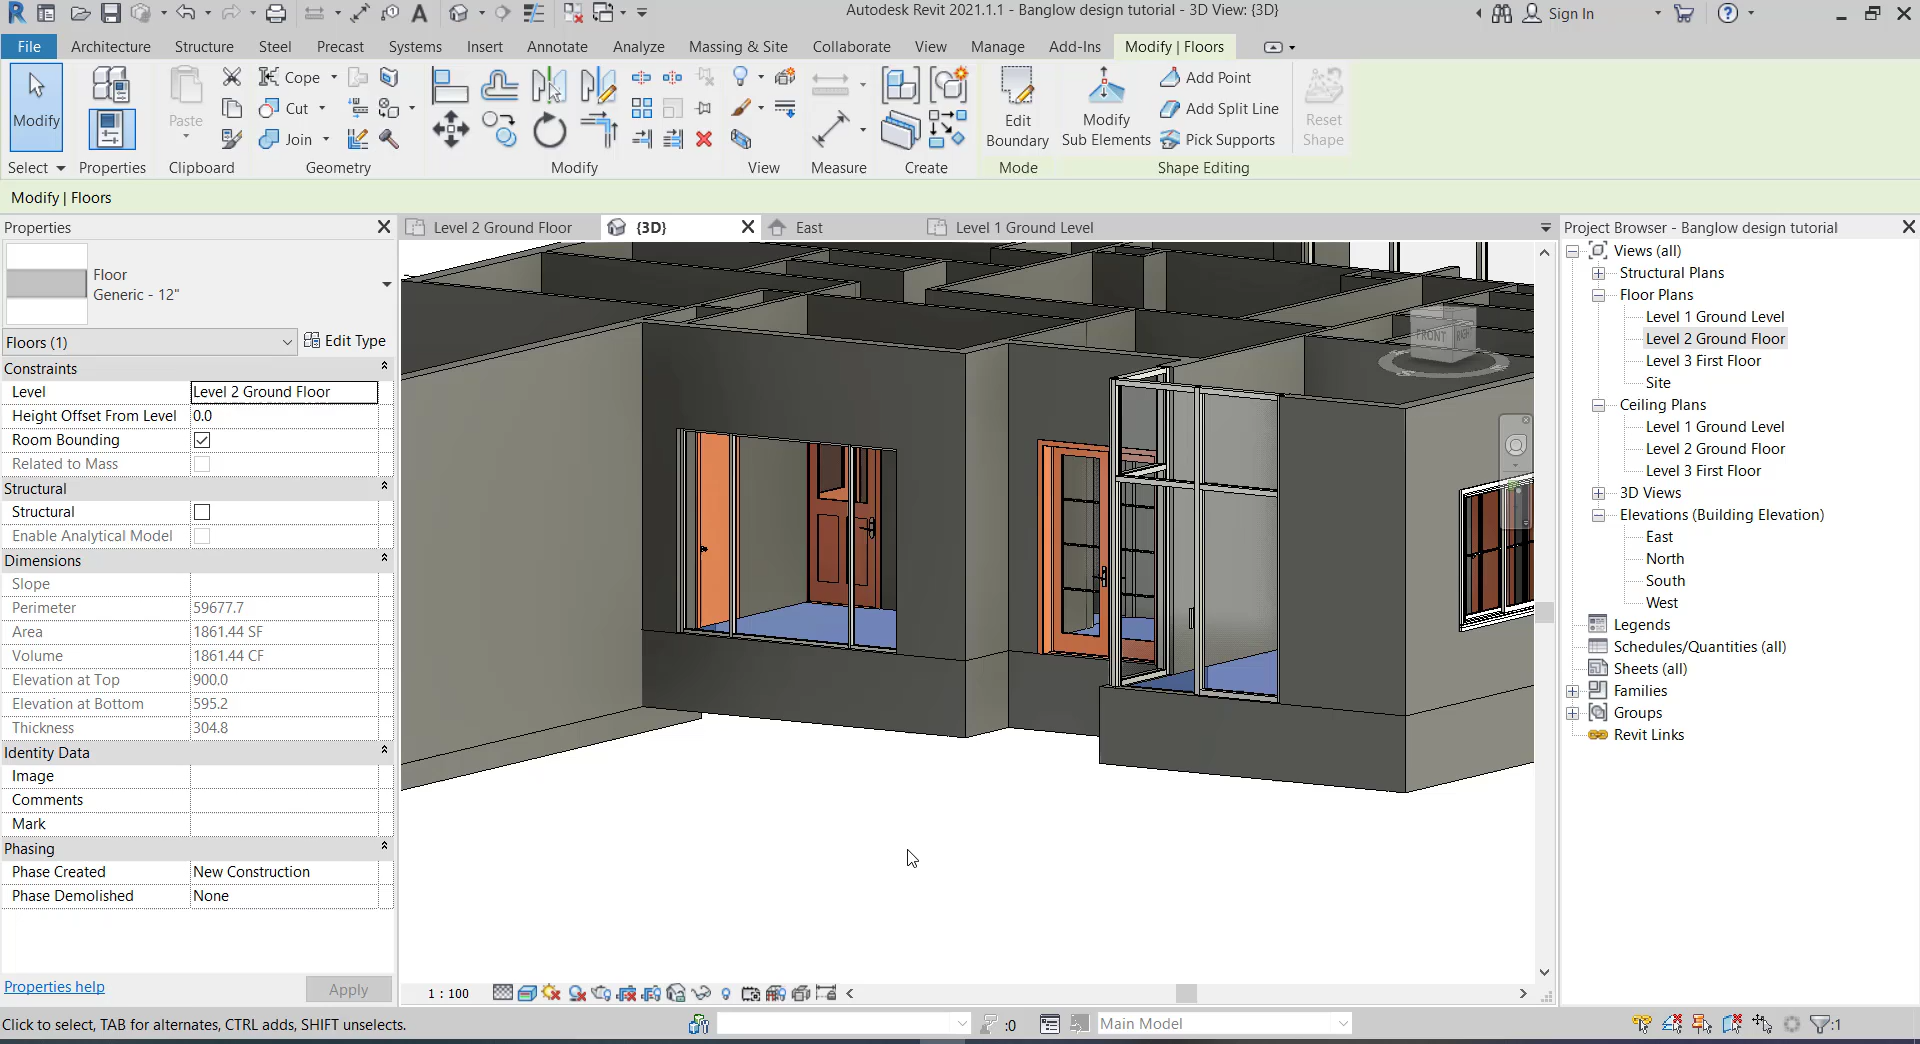 Autodesk Revit 2021.1.1 - Banglow design tutorial - 3D View: {3D}
Sign In
File
Architecture
Structure
Steel
Precast
Systems
Insert
Annotate
Analyze
Massing & Site
Collaborate
View
Manage
Add-Ins
Modify | Floors
Modify
Paste
Cope
Cut
Join
Edit
Boundary
Modify
Sub Elements
Add Point
Add Split Line
Pick Supports
Reset
Shape
Select
Properties
Clipboard
Geometry
Modify
View
Measure
Create
Mode
Shape Editing
Modify | Floors
Properties
Floor
Generic - 12"
Floors (1)
Edit Type
Constraints
Level
Level 2 Ground Floor
Height Offset From Level
0.0
Room Bounding
Related to Mass
Structural
Structural
Enable Analytical Model
Dimensions
Slope
Perimeter
59677.7
Area
1861.44 SF
Volume
1861.44 CF
Elevation at Top
900.0
Elevation at Bottom
595.2
Thickness
304.8
Identity Data
Image
Comments
Mark
Phasing
Phase Created
New Construction
Phase Demolished
None
Properties help
Apply
Level 2 Ground Floor
{3D}
East
Level 1 Ground Level
FRONT
RIGHT
1 : 100
Project Browser - Banglow design tutorial
Views (all)
Structural Plans
Floor Plans
Level 1 Ground Level
Level 2 Ground Floor
Level 3 First Floor
Site
Ceiling Plans
Level 1 Ground Level
Level 2 Ground Floor
Level 3 First Floor
3D Views
Elevations (Building Elevation)
East
North
South
West
Legends
Schedules/Quantities (all)
Sheets (all)
Families
Groups
Revit Links
Click to select, TAB for alternates, CTRL adds, SHIFT unselects.
:0
Main Model
:1